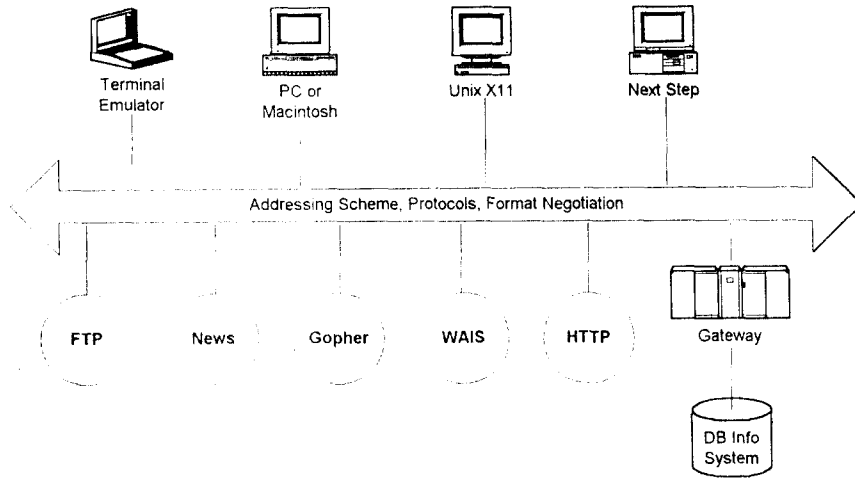 Terminal
Emulator
PC or
Macintosh
Unix X11
Next Step
Addressing Scheme, Protocols, Format Negotiation
FTP
News
Gopher
WAIS
HTTP
Gateway
DB Info
System